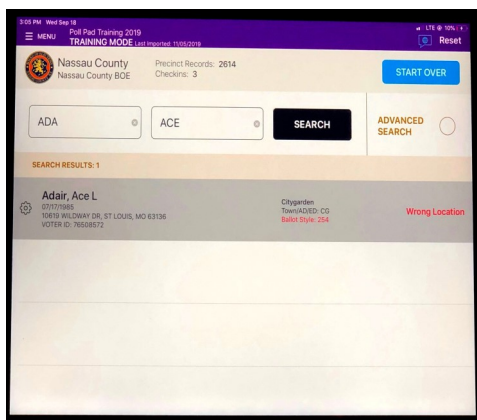 3:05 PM Wed Sep 18
LTE 10%
MENU
Poll Pad Training 2019
TRAINING MODE Last Imported: 11/05/2019
Reset
Nassau County
Nassau County BOE
Precinct Records: 2614
Checkins: 3
START OVER
ADA
ACE
SEARCH
ADVANCED
SEARCH
SEARCH RESULTS: 1
Adair, Ace L
07/17/1985
10619 WILDWAY DR, ST LOUIS, MO 63136
VOTER ID: 76508572
Citygarden
Town/AD/ED: CG
Ballot Style: 254
Wrong Location